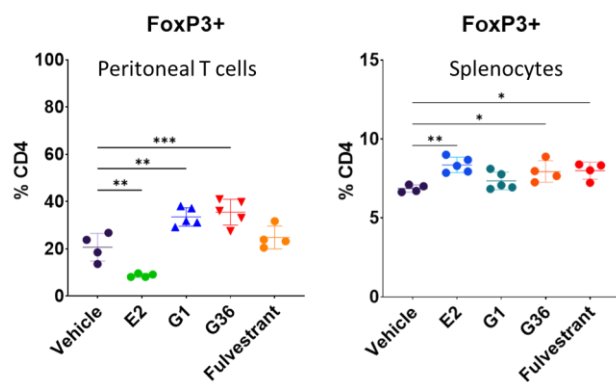 FoxP3+
Peritoneal T cells
% CD4
100
80
60
40
20
0
***
**
**
Vehicle
E2
G1
G36
Fulvestrant
FoxP3+
Splenocytes
% CD4
15
10
5
0
*
*
**
Vehicle
E2
G1
G36
Fulvestrant